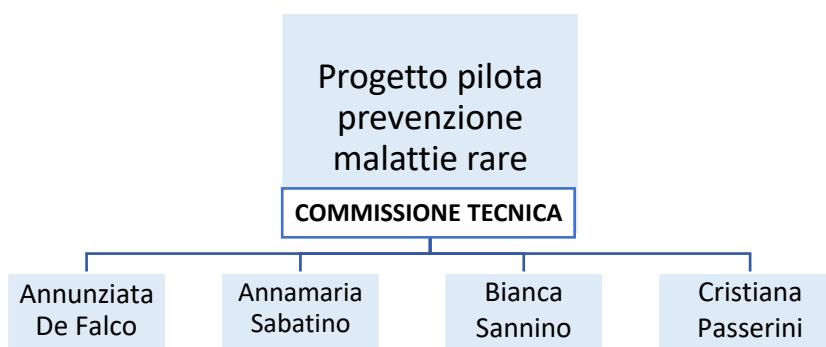 Progetto pilota
prevenzione
malattie rare
COMMISSIONE TECNICA
Annunziata
De Falco
Annamaria
Sabatino
Bianca
Sannino
Cristiana
Passerini